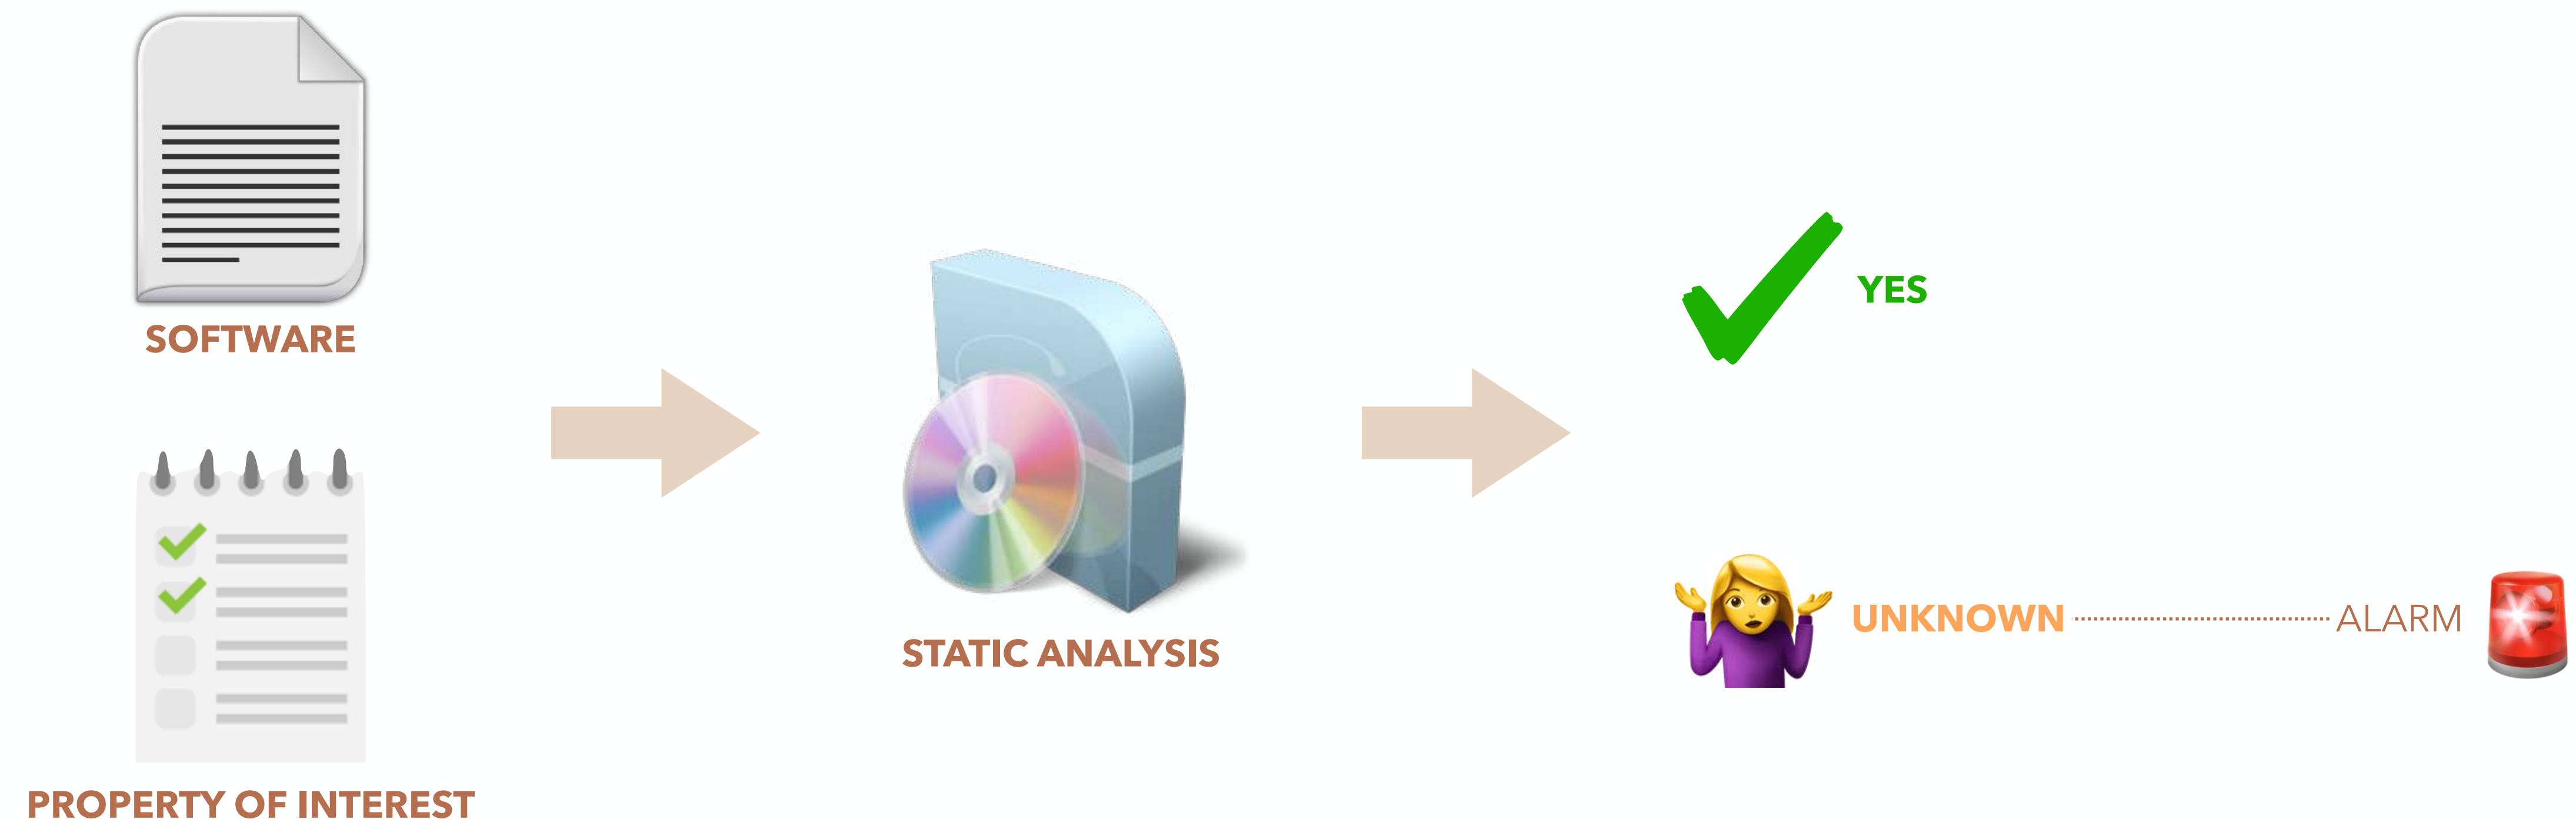 SOFTWARE
PROPERTY OF INTEREST
STATIC ANALYSIS
YES
UNKNOWN
ALARM